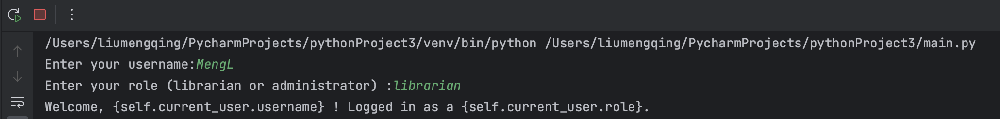 /Users/liumengqing/PycharmProjects/pythonProject3/venv/bin/python /Users/liumengqing/PycharmProjects/pythonProject3/main.py
Enter your username:MengL
Enter your role (librarian or administrator) :librarian
Welcome, {self.current_user.username} ! Logged in as a {self.current_user.role}.